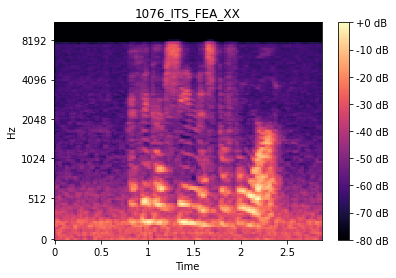 1076_ITS_FEA_XX
+0 dB
8192
-10 dB
4096
-20 dB
-30 dB
2048
Hz
-40 dB
1024
-50 dB
512
-60 dB
-70 dB
0
-80 dB
0 0.5 1 1.5 2 2.5
Time